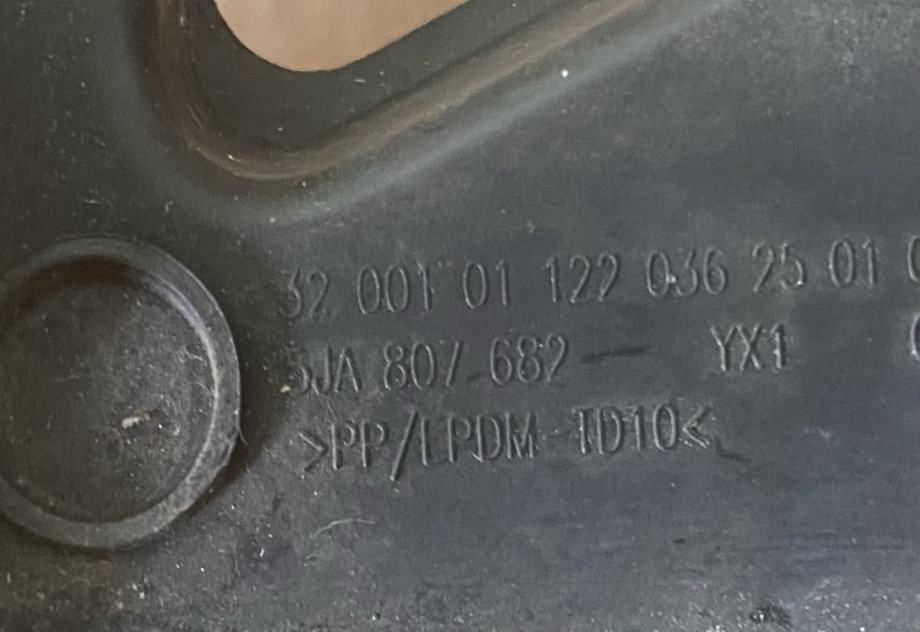 32 001 01 122 036 25 01
5JA 807 682 YX1
>PP/EPDM-TD10<